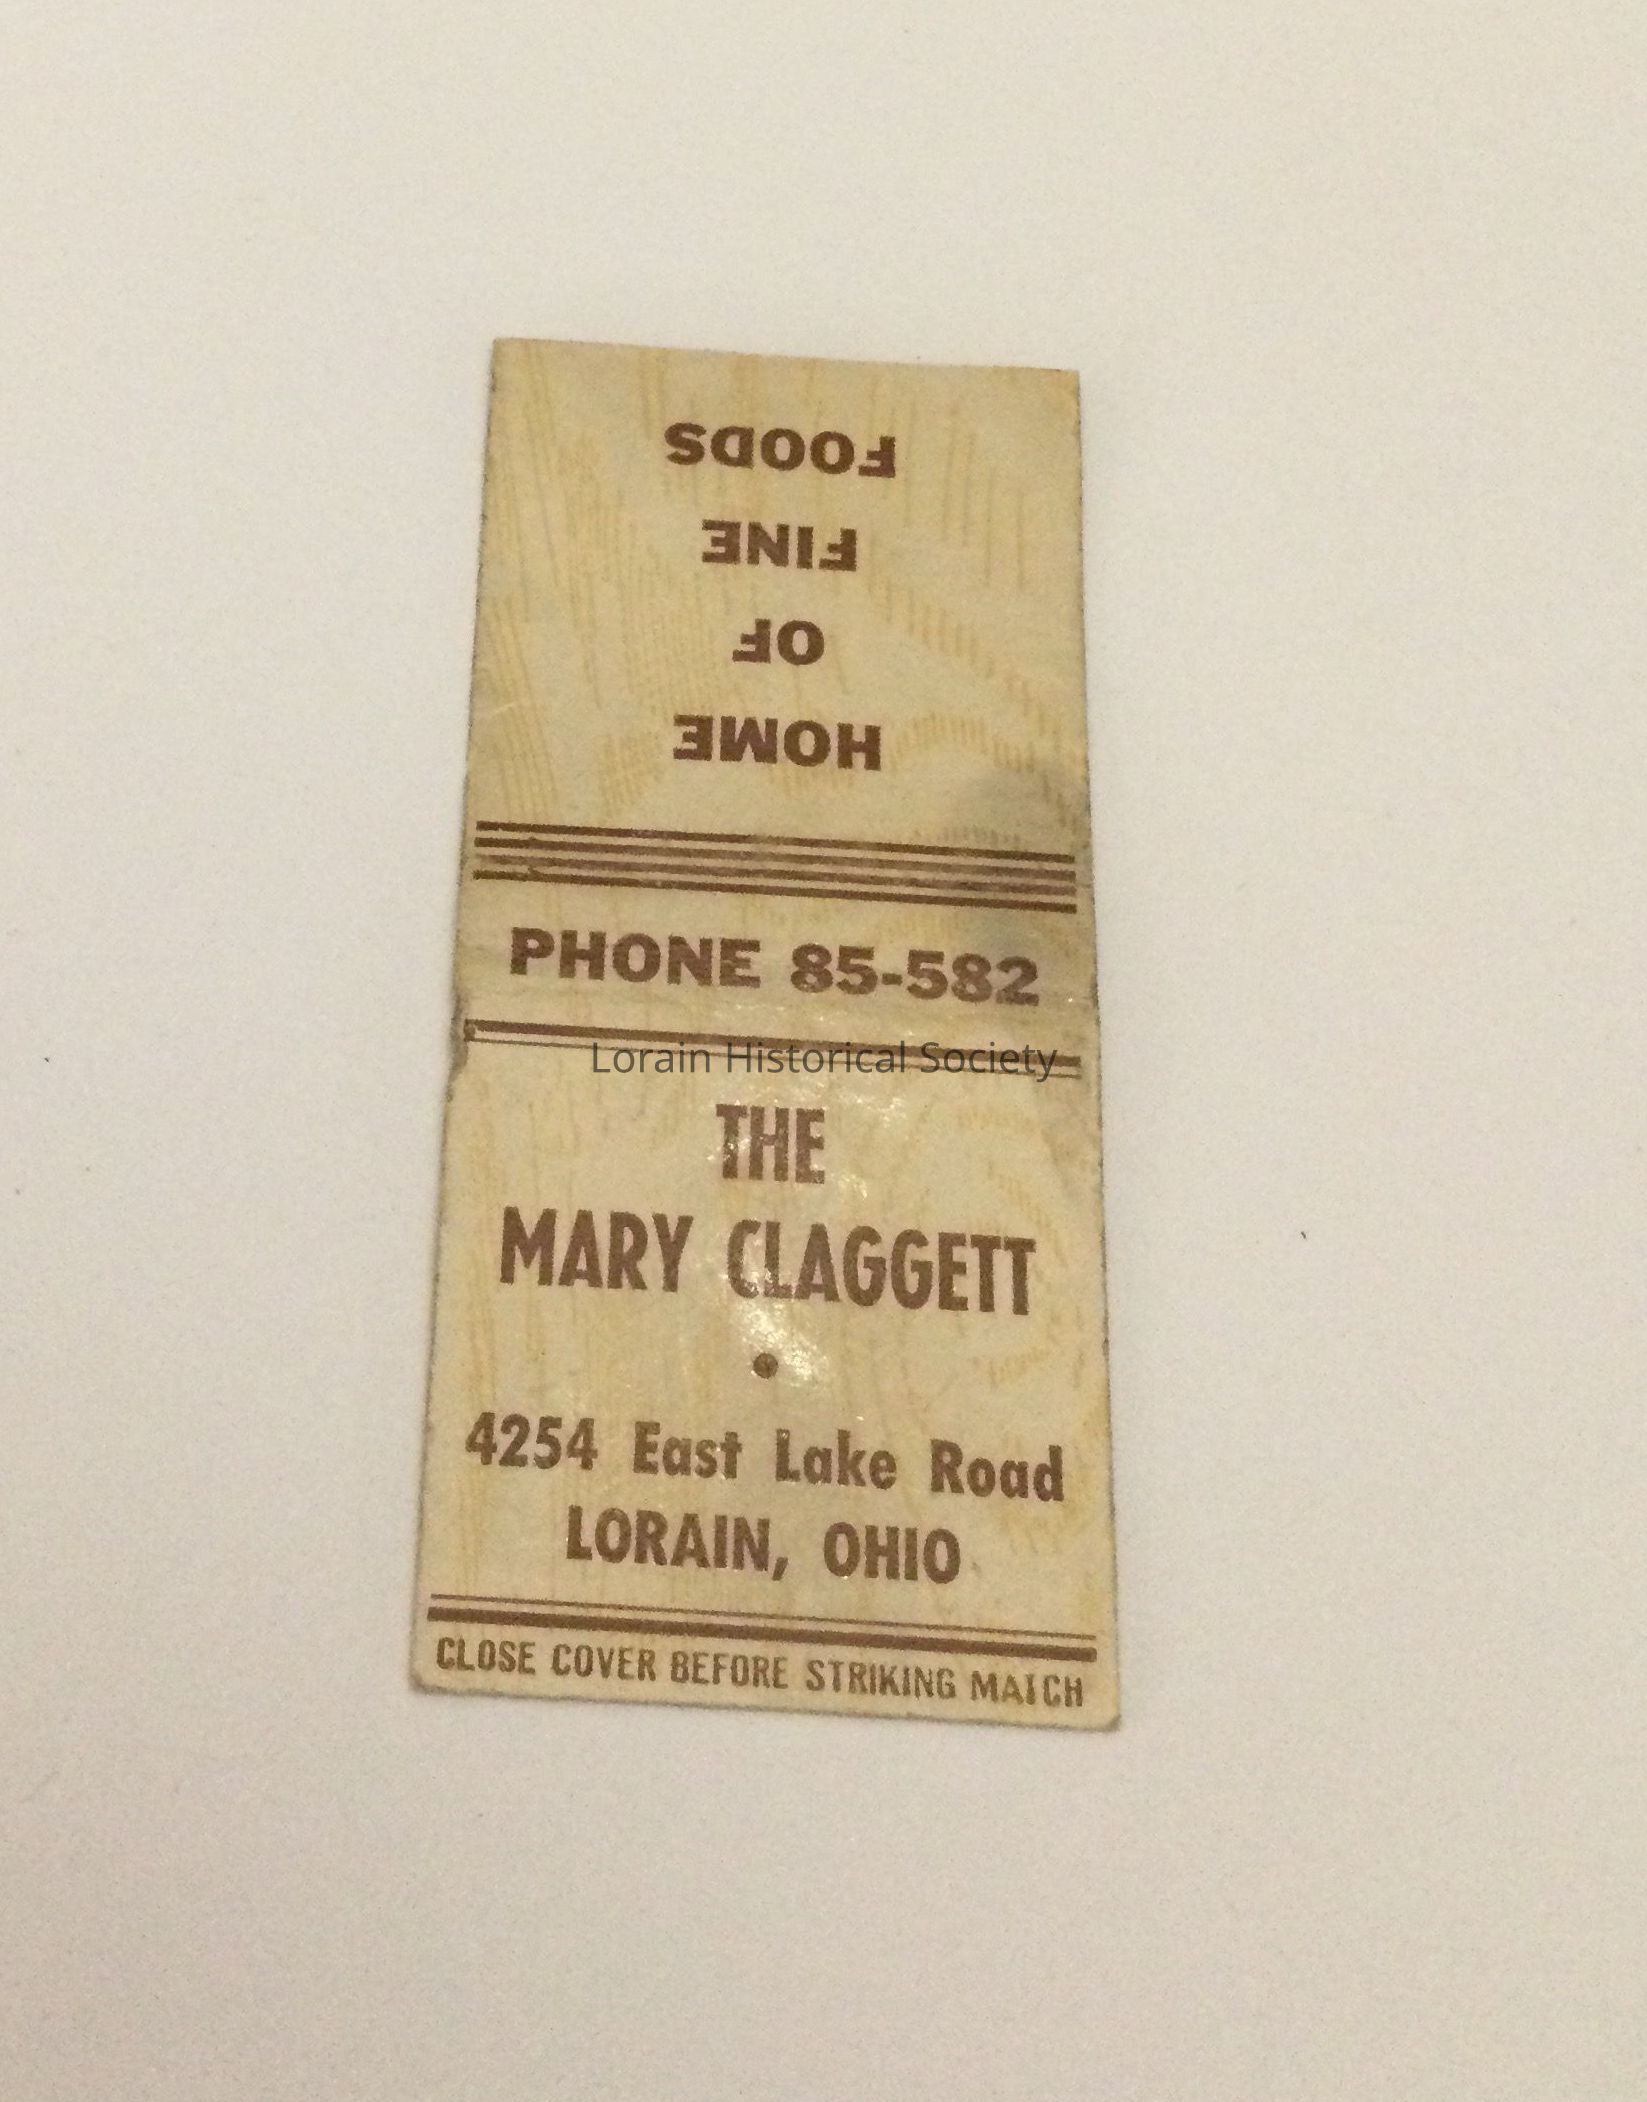 HOME
OF
FINE
FOODS
PHONE 85-582
Lorain Historical Society
THE
MARY CLAGGETT
•
4254 East Lake Road
LORAIN, OHIO
CLOSE COVER BEFORE STRIKING MATCH